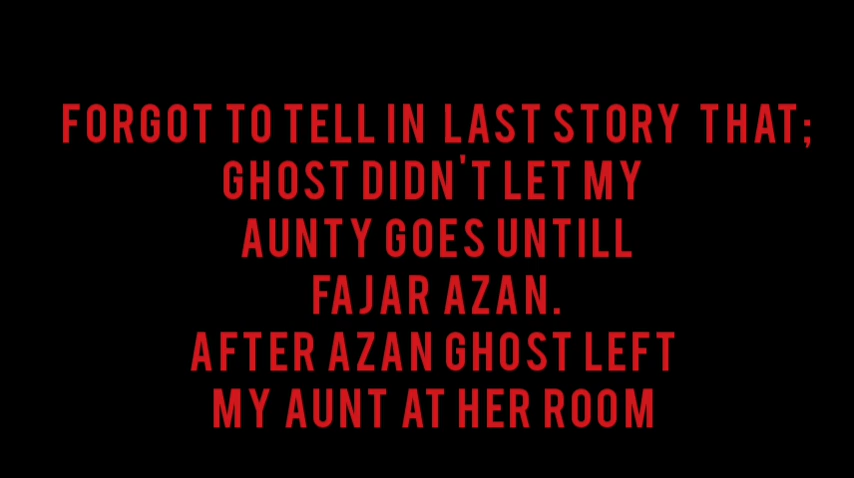 FORGOT TO TELL IN LAST STORY THAT;
GHOST DIDN'T LET MY
AUNTY GOES UNTILL
FAJAR AZAN.
AFTER AZAN GHOST LEFT
MY AUNT AT HER ROOM